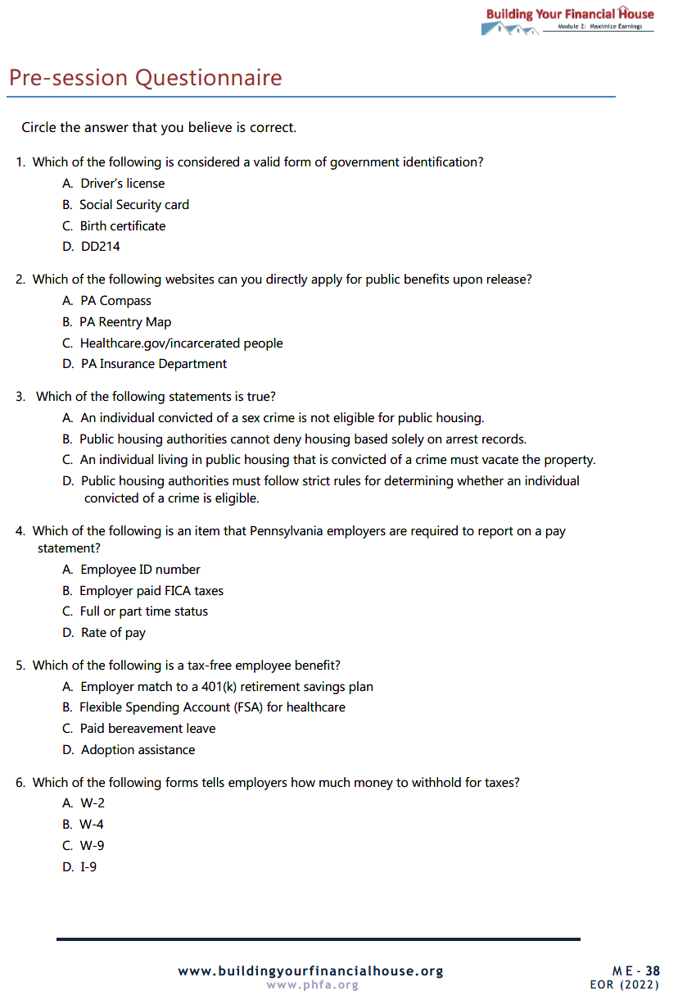 Building Your Financial House
Module 2: Maximize Earnings
Pre-session Questionnaire
Circle the answer that you believe is correct.
1. Which of the following is considered a valid form of government identification?
A. Driver's license
B. Social Security card
C. Birth certificate
D. DD214
2. Which of the following websites can you directly apply for public benefits upon release?
A. PA Compass
B. PA Reentry Map
C. Healthcare.gov/incarcerated people
D. PA Insurance Department
3. Which of the following statements is true?
A. An individual convicted of a sex crime is not eligible for public housing.
B. Public housing authorities cannot deny housing based solely on arrest records.
C. An individual living in public housing that is convicted of a crime must vacate the property.
D. Public housing authorities must follow strict rules for determining whether an individual
convicted of a crime is eligible.
4. Which of the following is an item that Pennsylvania employers are required to report on a pay
statement?
A. Employee ID number
B. Employer paid FICA taxes
C. Full or part time status
D. Rate of pay
5. Which of the following is a tax-free employee benefit?
A. Employer match to a 401(k) retirement savings plan
B. Flexible Spending Account (FSA) for healthcare
C. Paid bereavement leave
D. Adoption assistance
6. Which of the following forms tells employers how much money to withhold for taxes?
A. W-2
B. W-4
C. W-9
D. I-9
www.buildingyourfinancialhouse.org
ME - 38
www.phfa.org
EOR (2022)